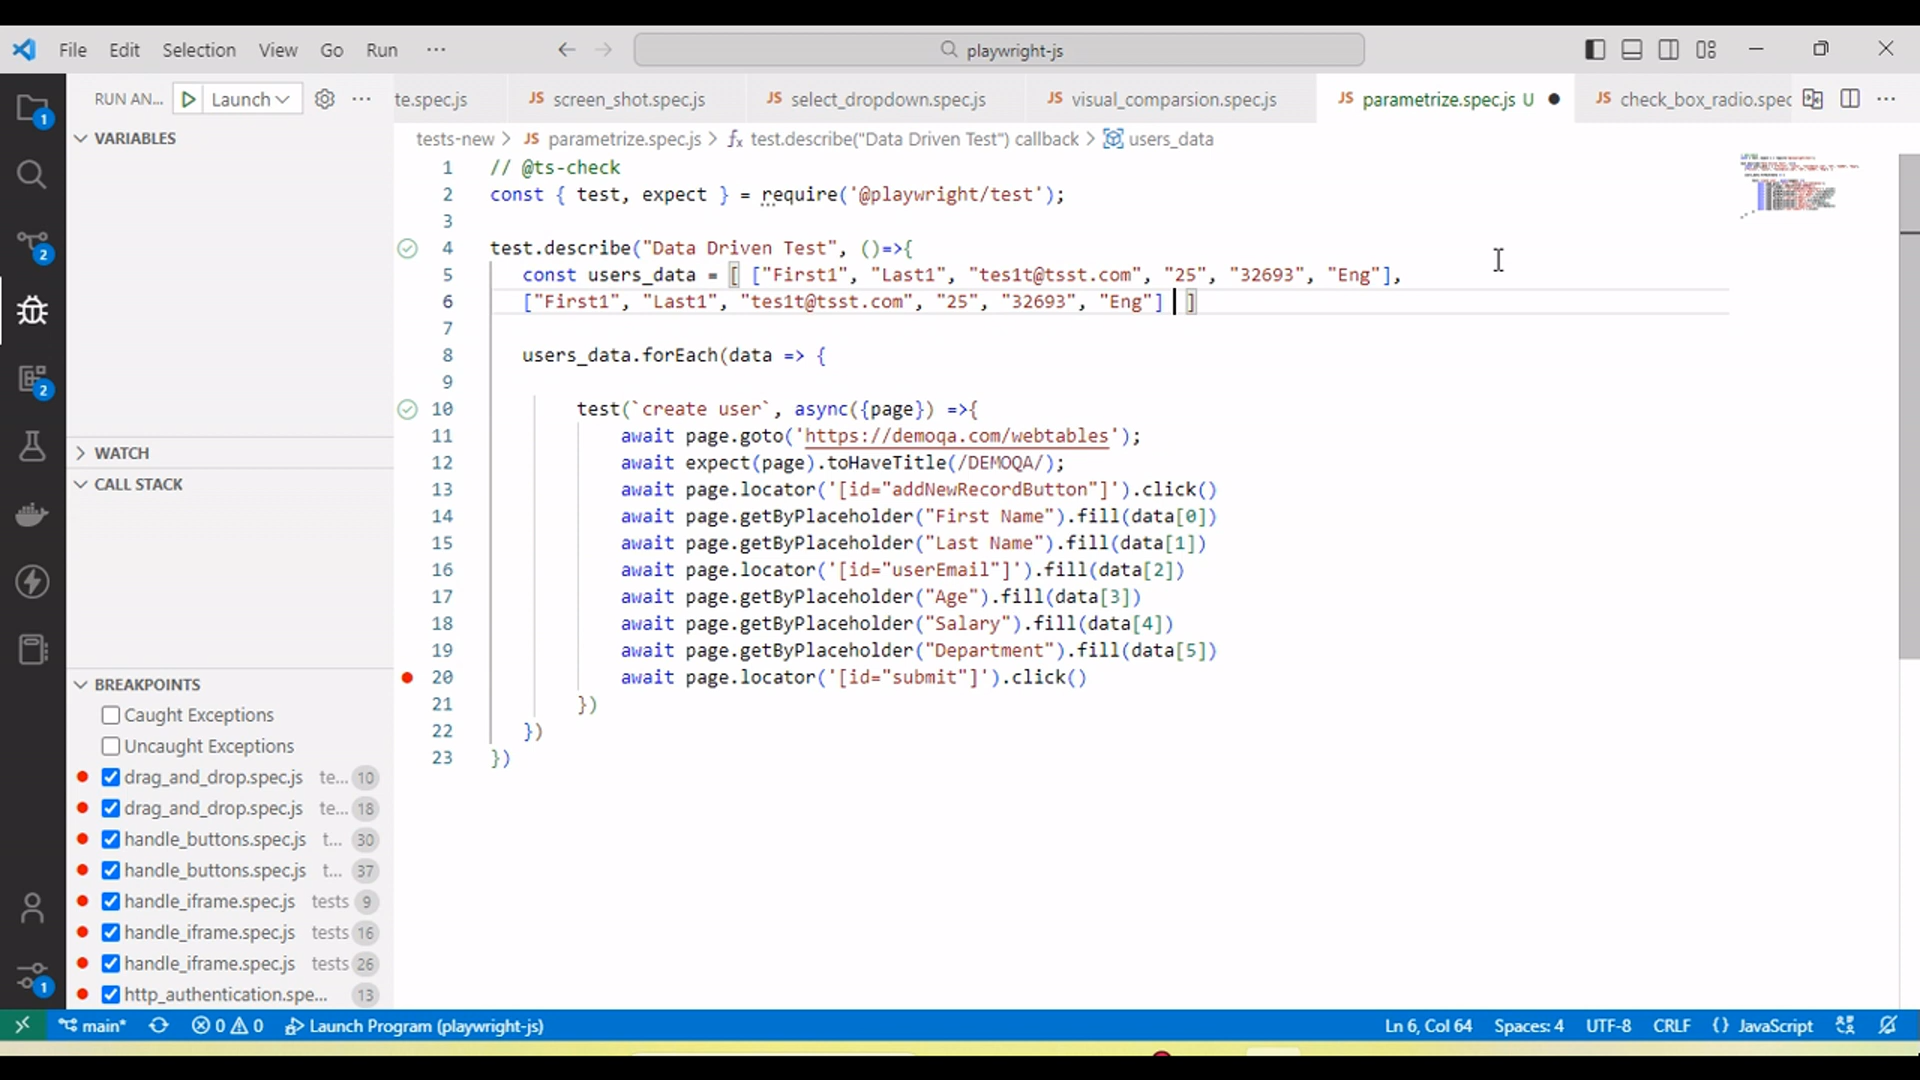 File Edit Selection View Go Run ··· playwright-js
RUN AN... Launch ··· te.spec.js JS screen_shot.spec.js JS select_dropdown.spec.js JS visual_comparsion.spec.js JS parametrize.spec.js U JS check_box_radio.spec ···
tests-new > JS parametrize.spec.js > test.describe("Data Driven Test") callback > users_data
VARIABLES
WATCH
CALL STACK
1 // @ts-check
2 const { test, expect } = require('@playwright/test');
3
4 test.describe("Data Driven Test", ()=>{
5 const users_data = [ ["First1", "Last1", "tes1t@tsst.com", "25", "32693", "Eng"],
6 ["First1", "Last1", "tes1t@tsst.com", "25", "32693", "Eng"] ]
7
8 users_data.forEach(data => {
9
10 test(`create user`, async({page}) =>{
11 await page.goto('https://demoqa.com/webtables');
12 await expect(page).toHaveTitle(/DEMOQA/);
13 await page.locator('[id="addNewRecordButton"]').click()
14 await page.getByPlaceholder("First Name").fill(data[0])
15 await page.getByPlaceholder("Last Name").fill(data[1])
16 await page.locator('[id="userEmail"]').fill(data[2])
17 await page.getByPlaceholder("Age").fill(data[3])
18 await page.getByPlaceholder("Salary").fill(data[4])
19 await page.getByPlaceholder("Department").fill(data[5])
20 await page.locator('[id="submit"]').click()
21 })
22 })
23 })
BREAKPOINTS
Caught Exceptions
Uncaught Exceptions
drag_and_drop.spec.js te... 10
drag_and_drop.spec.js te... 18
handle_buttons.spec.js t... 30
handle_buttons.spec.js t... 37
handle_iframe.spec.js tests 9
handle_iframe.spec.js tests 16
handle_iframe.spec.js tests 26
http_authentication.spe... 13
1
2
2
1
main* 0 0 Launch Program (playwright-js) Ln 6, Col 64 Spaces: 4 UTF-8 CRLF {} JavaScript